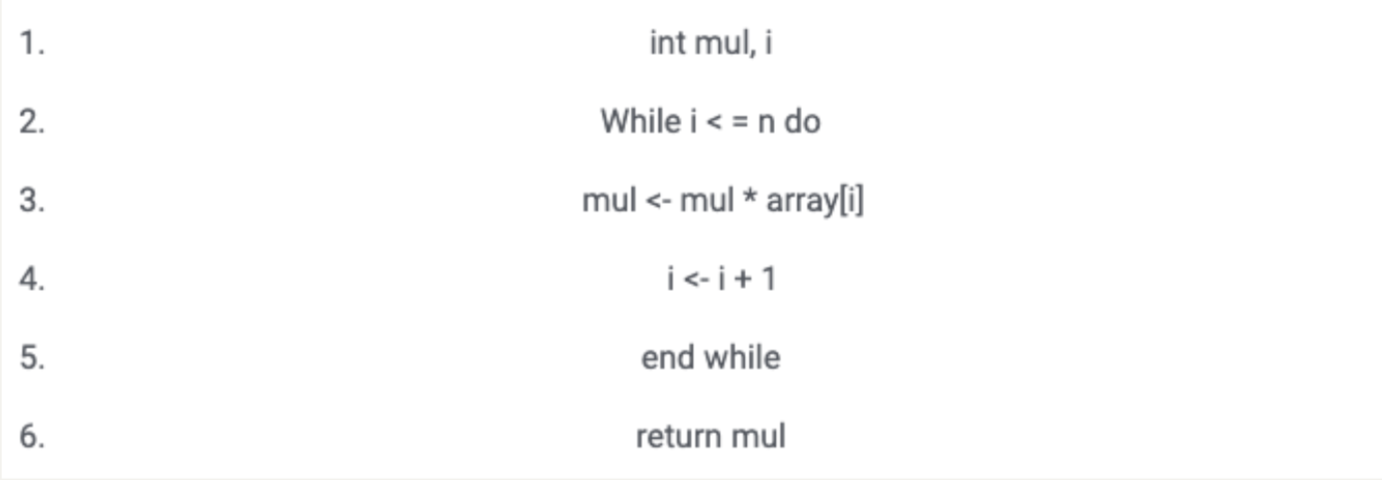 1. int mul, i
2. While i < = n do
3. mul <- mul * array[i]
4. i <- i + 1
5. end while
6. return mul